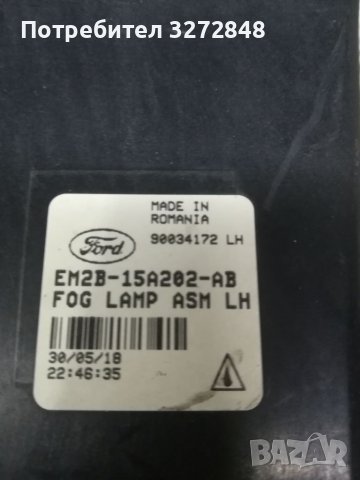 Потребител 3272848
MADE IN
ROMANIA
Ford
90034172 LH
EM2B-15A202-AB
FOG LAMP ASM LH
30/05/18
22:46:35
BAZAR